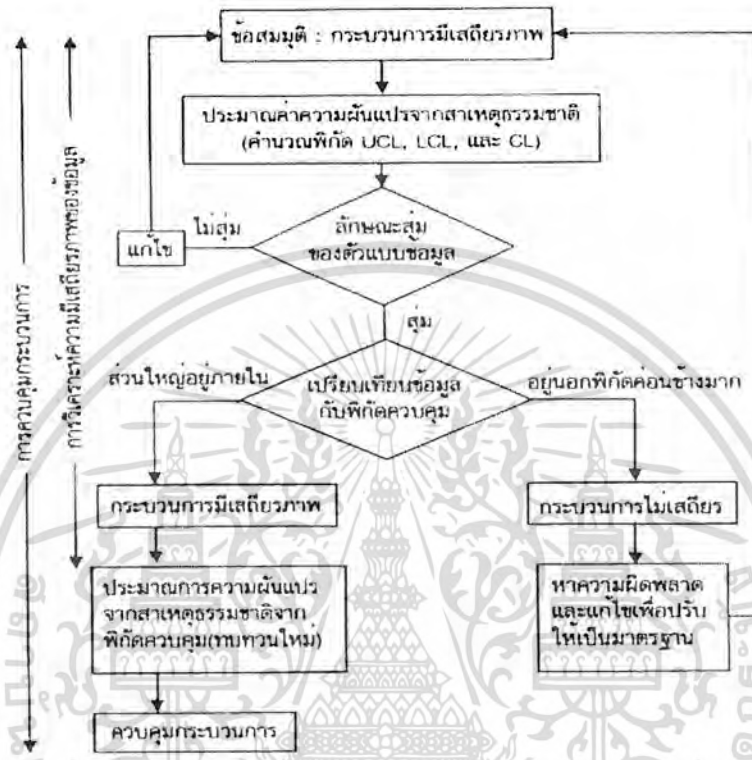 ข้อสมมุติ : กระบวนการมีเสถียรภาพ
ประมาณค่าความผันแปรจากสาเหตุธรรมชาติ
(คำนวณพิกัด UCL, LCL, และ CL)
ลักษณะสุ่ม
ของตัวแบบข้อมูล
ไม่สุ่ม
แก้ไข
สุ่ม
เปรียบเทียบข้อมูล
กับพิกัดควบคุม
ส่วนใหญ่อยู่ภายใน
อยู่นอกพิกัดค่อนข้างมาก
กระบวนการมีเสถียรภาพ
กระบวนการไม่เสถียร
ประมาณการความผันแปร
จากสาเหตุธรรมชาติจาก
พิกัดควบคุม(ทบทวนใหม่)
หาความผิดพลาด
และแก้ไขเพื่อปรับ
ให้เป็นมาตรฐาน
ควบคุมกระบวนการ
การควบคุมกระบวนการ
การวิเคราะห์ความมีเสถียรภาพของข้อมูล